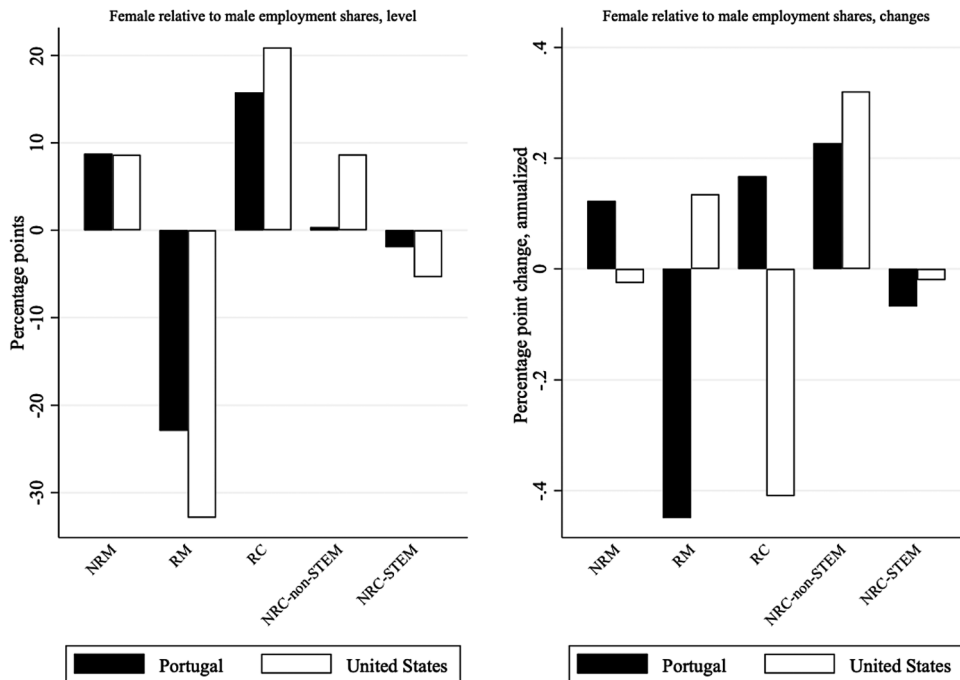 Female relative to male employment shares, level
Percentage points
20
10
0
-10
-20
-30
NRM
RM
RC
NRC-non-STEM
NRC-STEM
Portugal
United States
Female relative to male employment shares, changes
Percentage point change, annualized
.4
.2
0
-.2
-.4
NRM
RM
RC
NRC-non-STEM
NRC-STEM
Portugal
United States